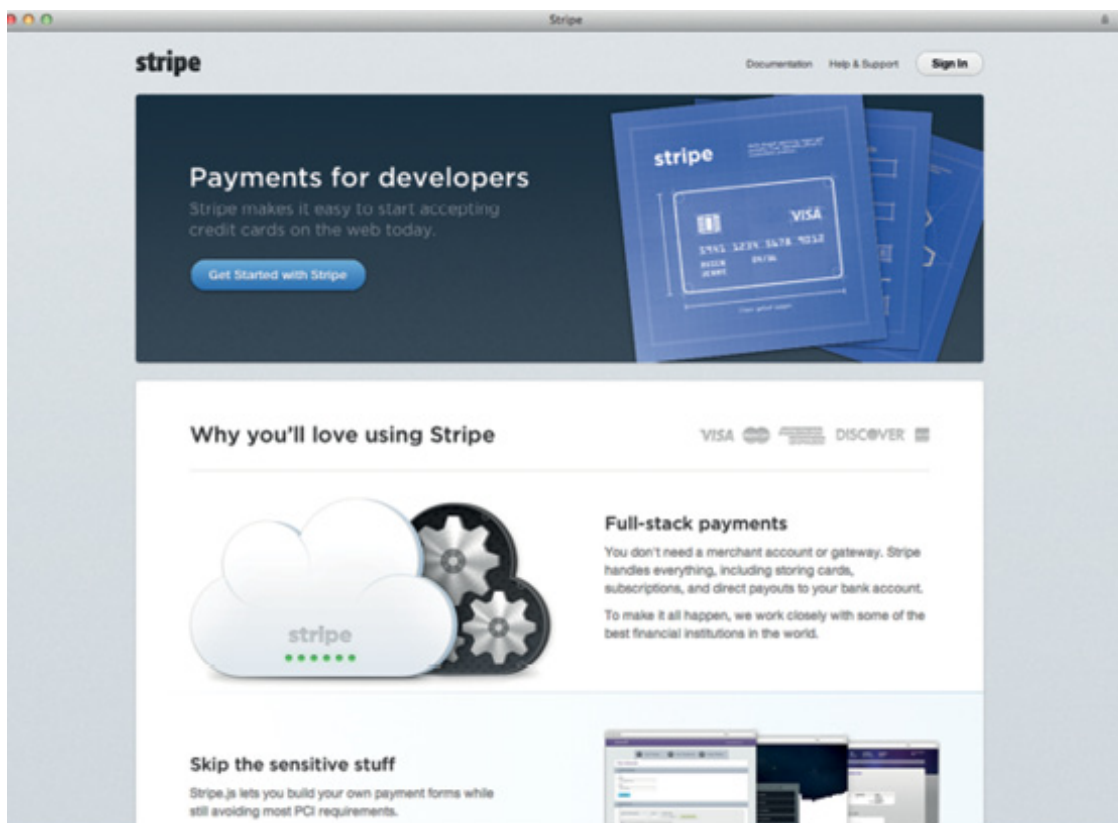 Stripe
stripe
Documentation Help & Support Sign In
Payments for developers
Stripe makes it easy to start accepting
credit cards on the web today.
Get Started with Stripe
stripe
VISA
Why you'll love using Stripe
VISA DISCOVER
Full-stack payments
You don't need a merchant account or gateway. Stripe
handles everything, including storing cards,
subscriptions, and direct payouts to your bank account.
To make it all happen, we work closely with some of the
best financial institutions in the world.
stripe
Skip the sensitive stuff
Stripe.js lets you build your own payment forms while
still avoiding most PCI requirements.